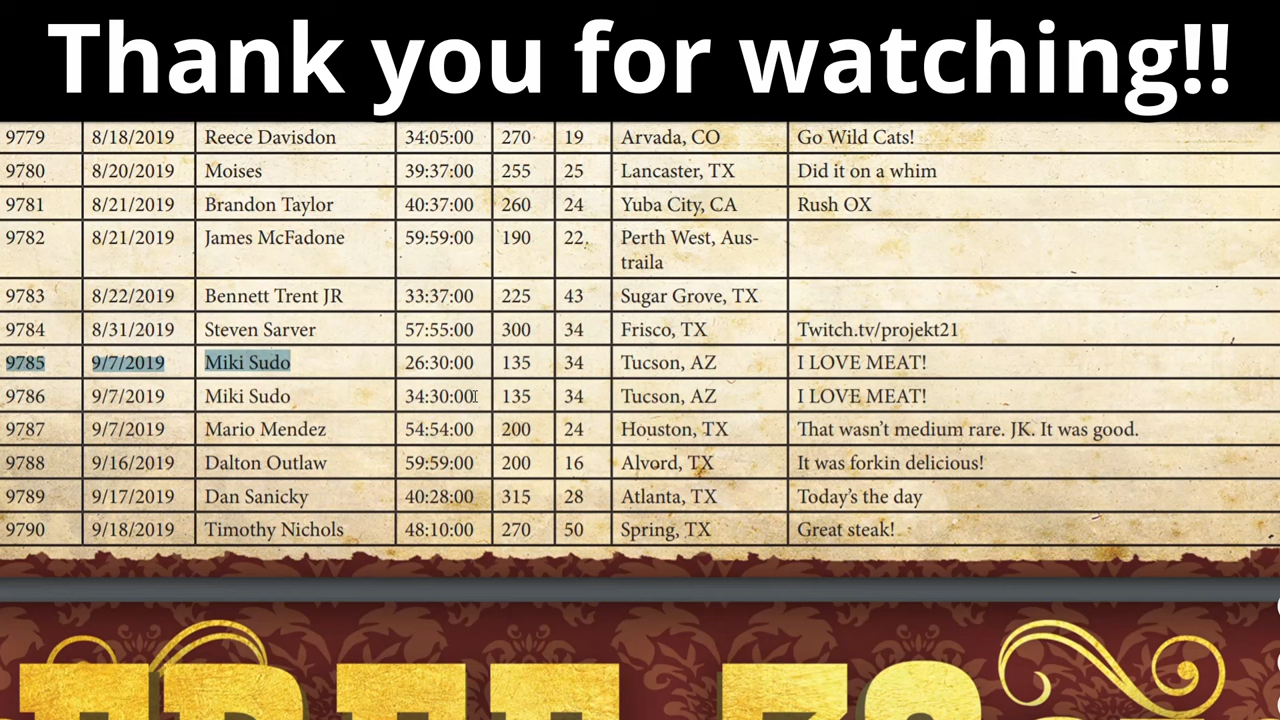 Thank you for watching!!
9779 8/18/2019 Reece Davisdon 34:05:00 270 19 Arvada, CO Go Wild Cats!
9780 8/20/2019 Moises 39:37:00 255 25 Lancaster, TX Did it on a whim
9781 8/21/2019 Brandon Taylor 40:37:00 260 24 Yuba City, CA Rush OX
9782 8/21/2019 James McFadone 59:59:00 190 22 Perth West, Aus-
traila
9783 8/22/2019 Bennett Trent JR 33:37:00 225 43 Sugar Grove, TX
9784 8/31/2019 Steven Sarver 57:55:00 300 34 Frisco, TX Twitch.tv/projekt21
9785 9/7/2019 Miki Sudo 26:30:00 135 34 Tucson, AZ I LOVE MEAT!
9786 9/7/2019 Miki Sudo 34:30:00 135 34 Tucson, AZ I LOVE MEAT!
9787 9/7/2019 Mario Mendez 54:54:00 200 24 Houston, TX That wasn't medium rare. JK. It was good.
9788 9/16/2019 Dalton Outlaw 59:59:00 200 16 Alvord, TX It was forkin delicious!
9789 9/17/2019 Dan Sanicky 40:28:00 315 28 Atlanta, TX Today's the day
9790 9/18/2019 Timothy Nichols 48:10:00 270 50 Spring, TX Great steak!
FREE 72